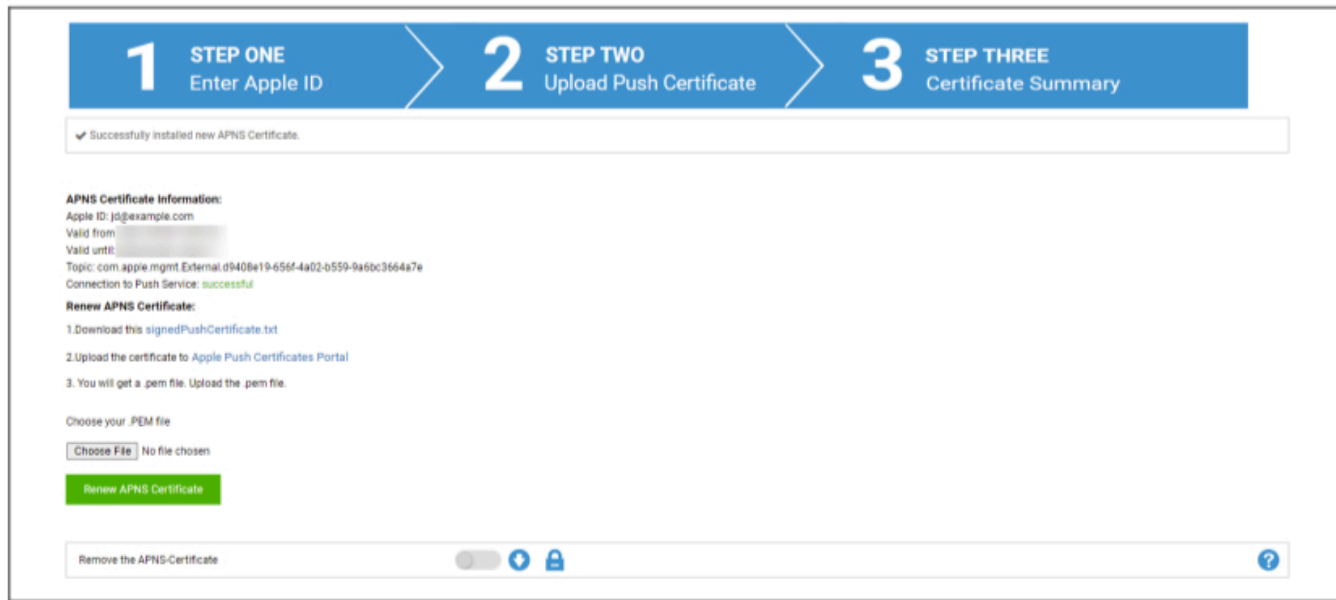 1 STEP ONE
Enter Apple ID
2 STEP TWO
Upload Push Certificate
3 STEP THREE
Certificate Summary
Successfully installed new APNS Certificate.
APNS Certificate Information:
Apple ID: jd@example.com
Valid from
Valid until:
Topic: com.apple.mgmt.External.d9408e19-656f-4a02-b559-9a6bc3664a7e
Connection to Push Service: successful
Renew APNS Certificate:
1.Download this signedPushCertificate.txt
2.Upload the certificate to Apple Push Certificates Portal
3. You will get a .pem file. Upload the .pem file.
Choose your .PEM file
Choose File No file chosen
Renew APNS Certificate
Remove the APNS-Certificate ?